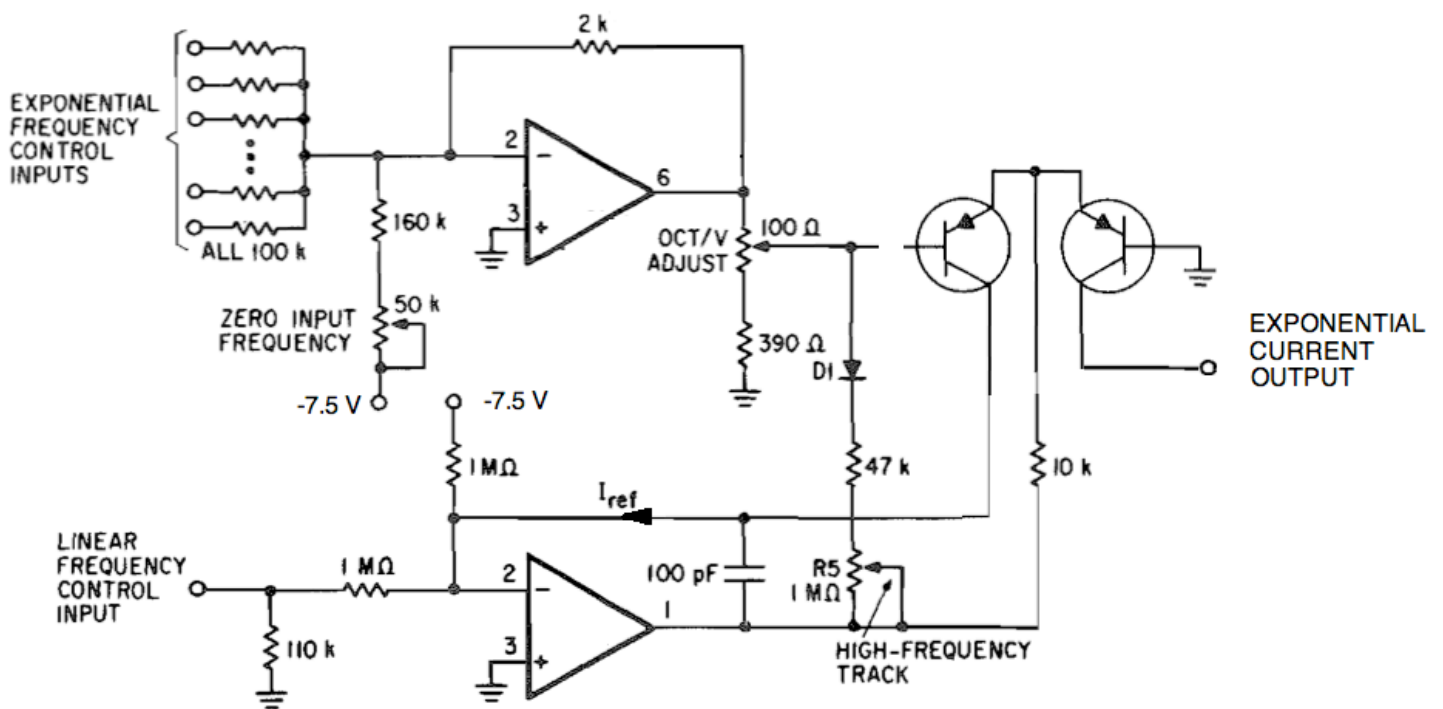 2 k
EXPONENTIAL
FREQUENCY
CONTROL
INPUTS
ALL 100 k
2
6
3
-
+
160 k
100 Ω
OCT/V
ADJUST
50 k
ZERO INPUT
FREQUENCY
390 Ω
D1
EXPONENTIAL
CURRENT
OUTPUT
-7.5 V
-7.5 V
1 MΩ
47 k
10 k
Iref
LINEAR
FREQUENCY
CONTROL
INPUT
1 MΩ
2
1
3
-
+
100 pF
R5
1 MΩ
110 k
HIGH-FREQUENCY
TRACK